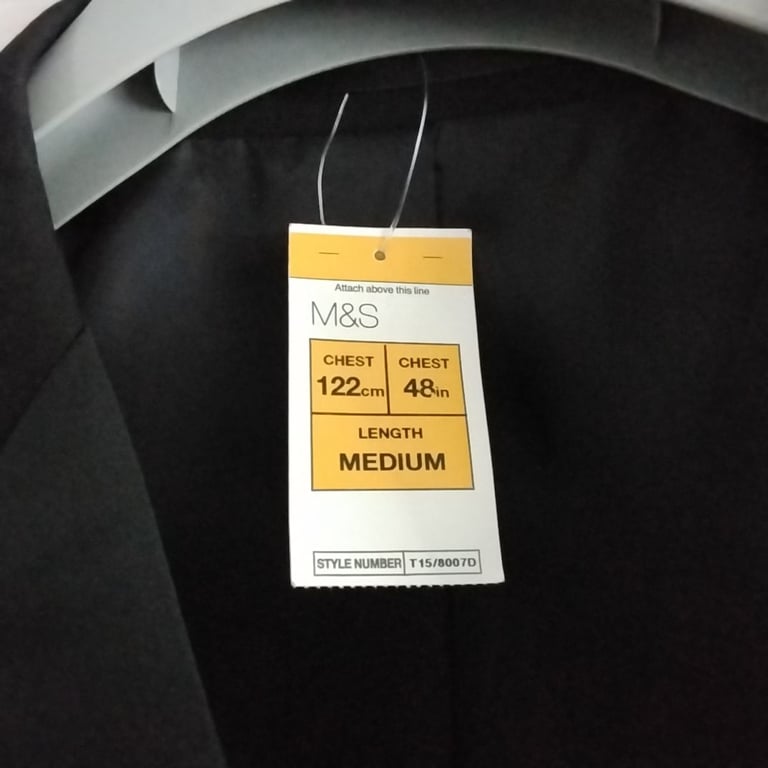 Attach above this line
M&S
CHEST CHEST
122cm 48in
LENGTH
MEDIUM
STYLE NUMBER T15/8007D